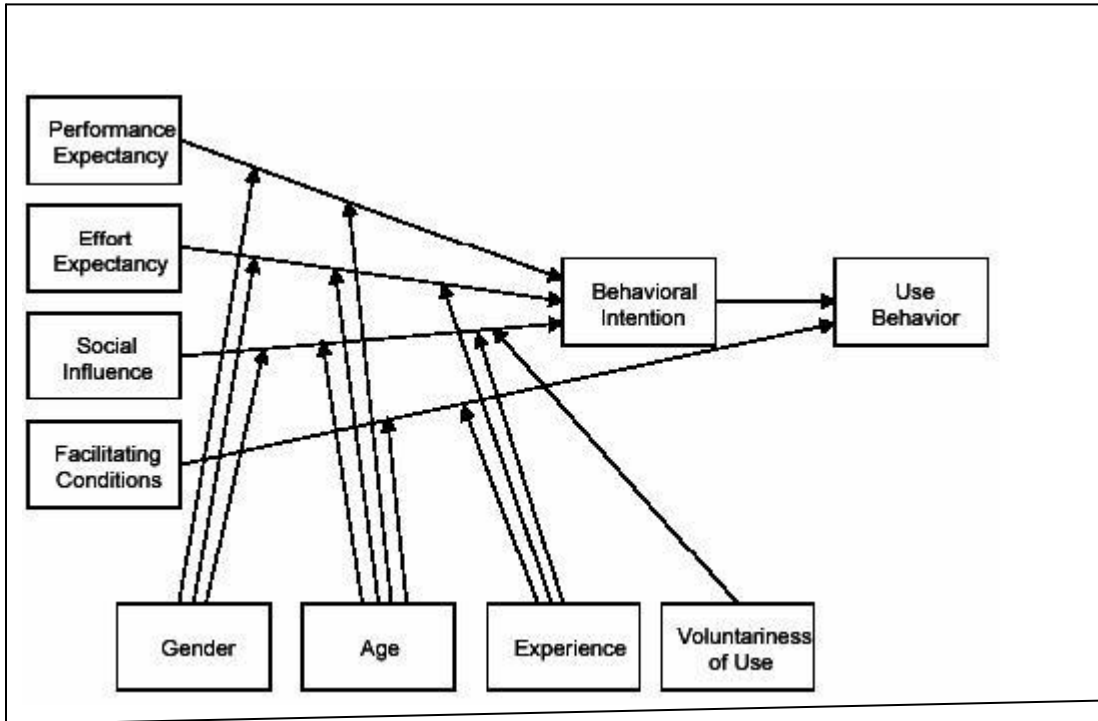 Performance
Expectancy
Effort
Expectancy
Social
Influence
Facilitating
Conditions
Behavioral
Intention
Use
Behavior
Gender
Age
Experience
Voluntariness
of Use